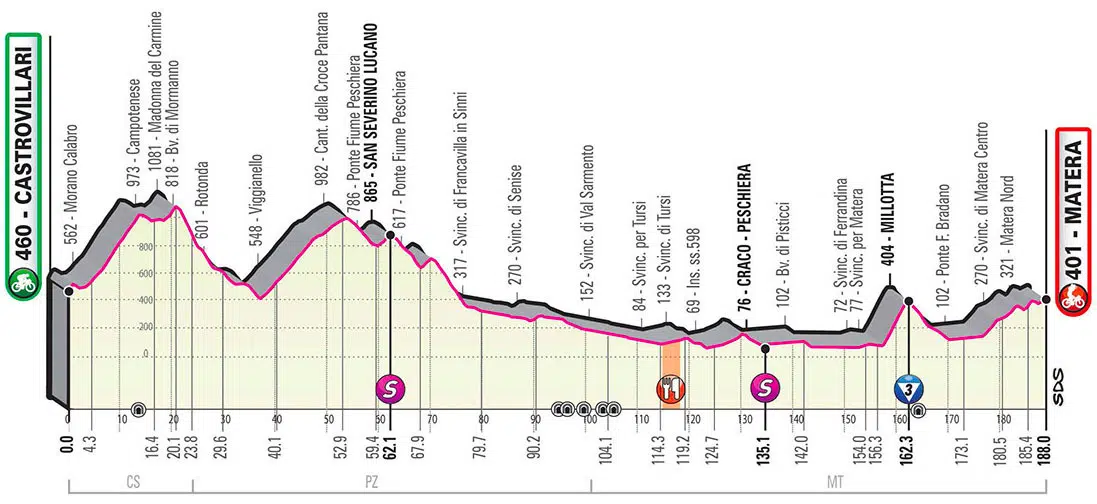 460 - CASTROVILLARI
562 - Morano Calabro
973 - Campotenese
1081 - Madonna del Carmine
818 - Bv. di Mormanno
601 - Rotonda
548 - Viggianello
982 - Cant. della Croce Pantana
786 - Ponte Fiume Peschiera
865 - SAN SEVERINO LUCANO
617 - Ponte Fiume Peschiera
317 - Svinc. di Francavilla in Sinni
270 - Svinc. di Senise
152 - Svinc. di Val Sarmento
84 - Svinc. per Tursi
133 - Svinc. di Tursi
69 - Ins. ss.598
76 - CRACO - PESCHIERA
102 - Bv. di Pisticci
72 - Svinc. di Ferrandina
77 - Svinc. per Matera
404 - MILLOTTA
102 - Ponte F. Bradano
270 - Svinc. di Matera Centro
321 - Matera Nord
401 - MATERA
800
600
400
200
0
S
S
3
SDS
0 10 20 30 40 50 60 70 80 90 100 110 120 130 140 150 160 170 180
0.0
4.3
16.4
20.1
23.8
36.1
52.9
59.4
62.1
67.9
79.7
90.2
104.1
114.3
119.2
124.7
135.1
142.0
154.0
156.3
162.3
173.1
180.5
185.4
188.0
CS PZ MT